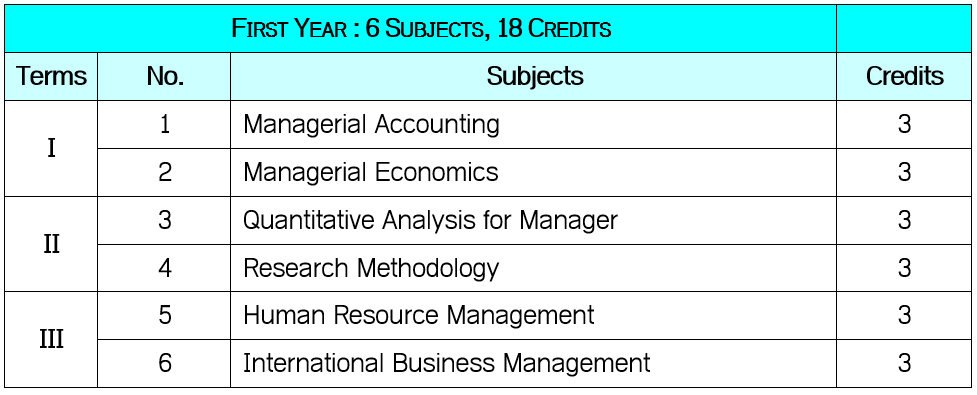 First Year : 6 Subjects, 18 Credits
Terms No. Subjects Credits
I 1 Managerial Accounting 3
2 Managerial Economics 3
II 3 Quantitative Analysis for Manager 3
4 Research Methodology 3
III 5 Human Resource Management 3
6 International Business Management 3